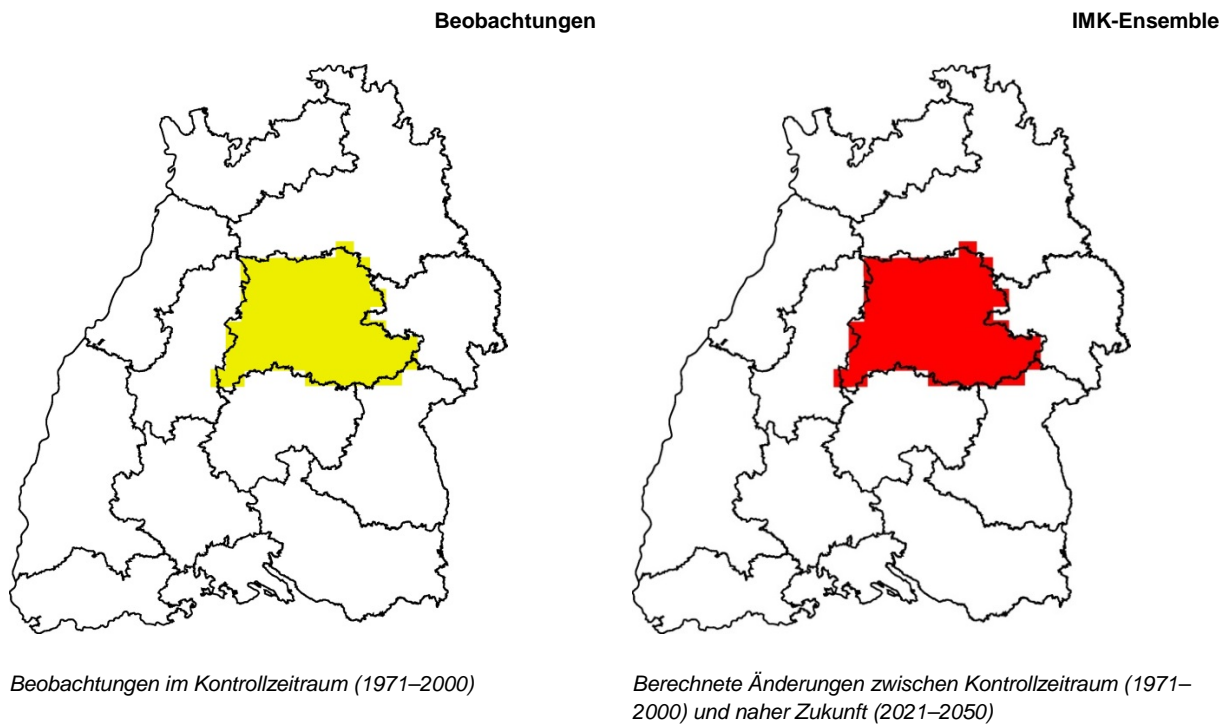 Beobachtungen
IMK-Ensemble
Beobachtungen im Kontrollzeitraum (1971–2000)
Berechnete Änderungen zwischen Kontrollzeitraum (1971–
2000) und naher Zukunft (2021–2050)